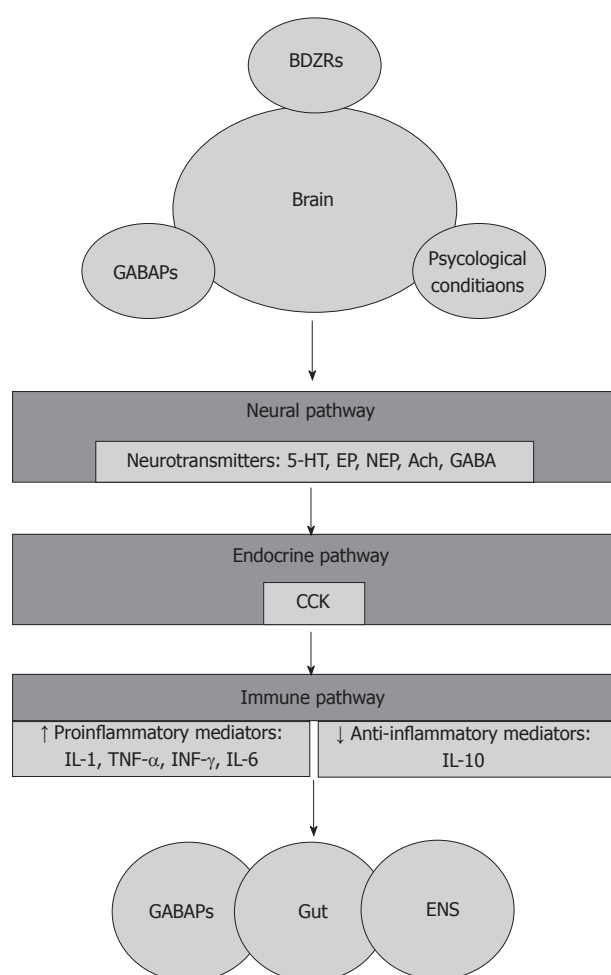 BDZRs
Brain
GABAPs
Psycological
conditiaons
Neural pathway
Neurotransmitters: 5-HT, EP, NEP, Ach, GABA
Endocrine pathway
CCK
Immune pathway
↑ Proinflammatory mediators:
IL-1, TNF-α, INF-γ, IL-6
↓ Anti-inflammatory mediators:
IL-10
GABAPs
Gut
ENS